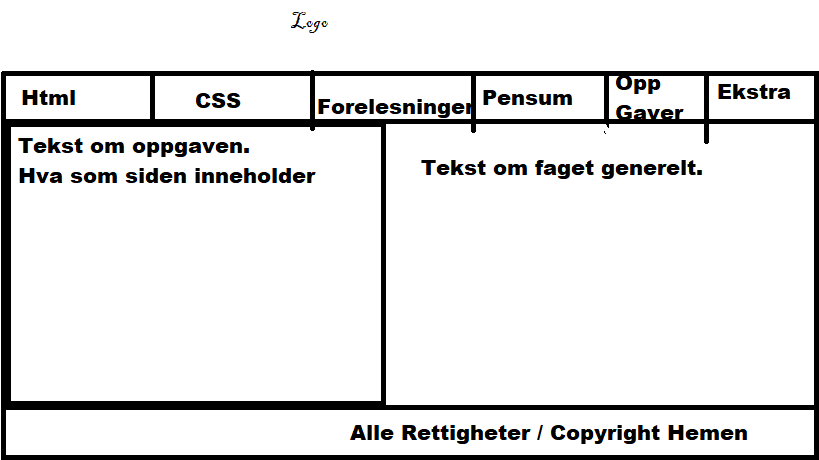 Logo
Html
CSS
Forelesninger
Pensum
Opp
Gaver
Ekstra
Tekst om oppgaven.
Hva som siden inneholder
Tekst om faget generelt.
Alle Rettigheter / Copyright Hemen